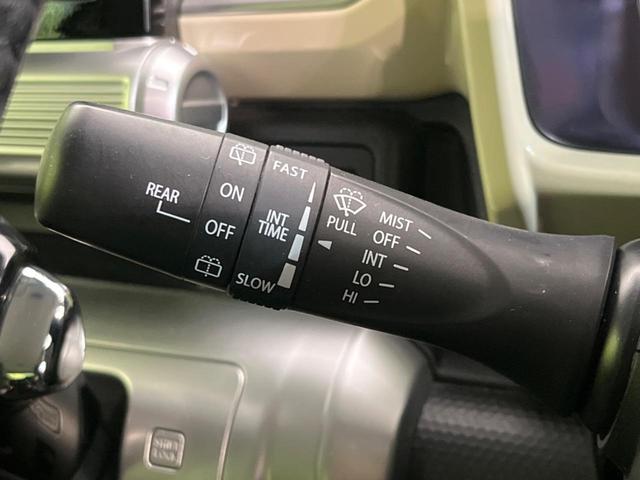 REAR
ON
OFF
FAST
INT
TIME
SLOW
PULL
MIST
OFF
INT
LO
HI
SHIFT
LOCK